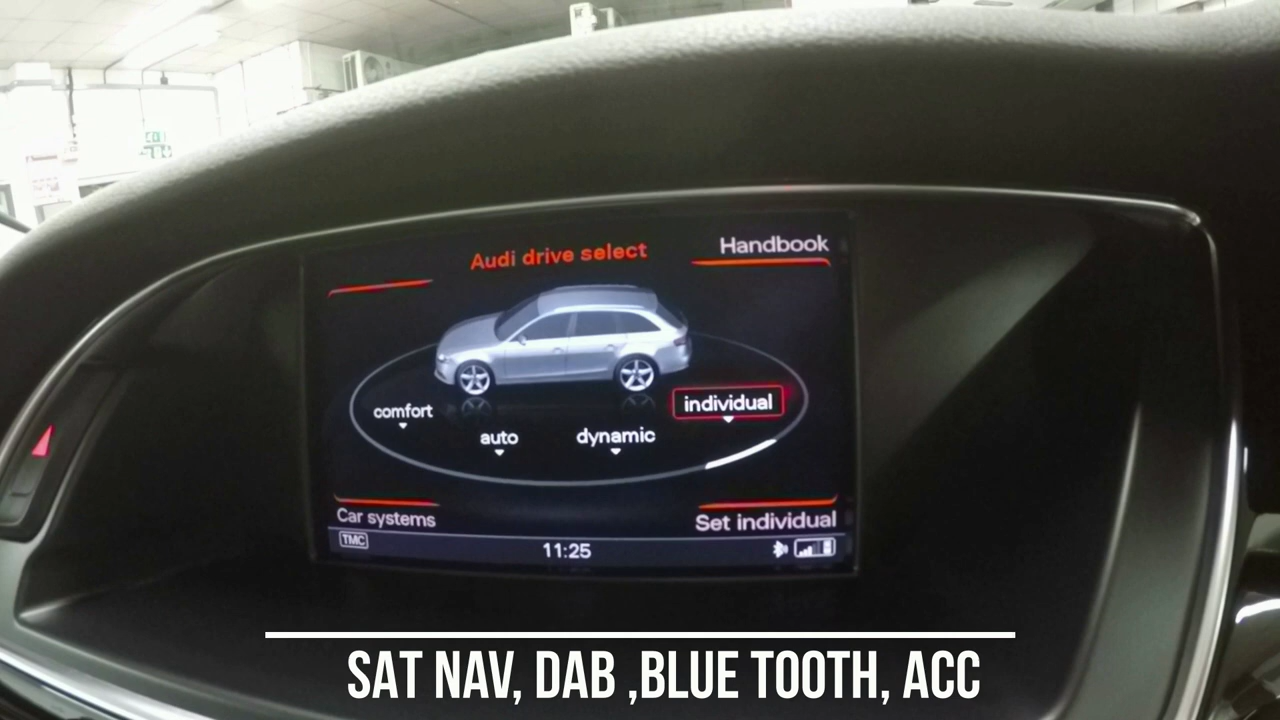 Audi drive select
Handbook
comfort
auto
dynamic
individual
Car systems
Set individual
TMC
11:25
SAT NAV, DAB ,BLUE TOOTH, ACC